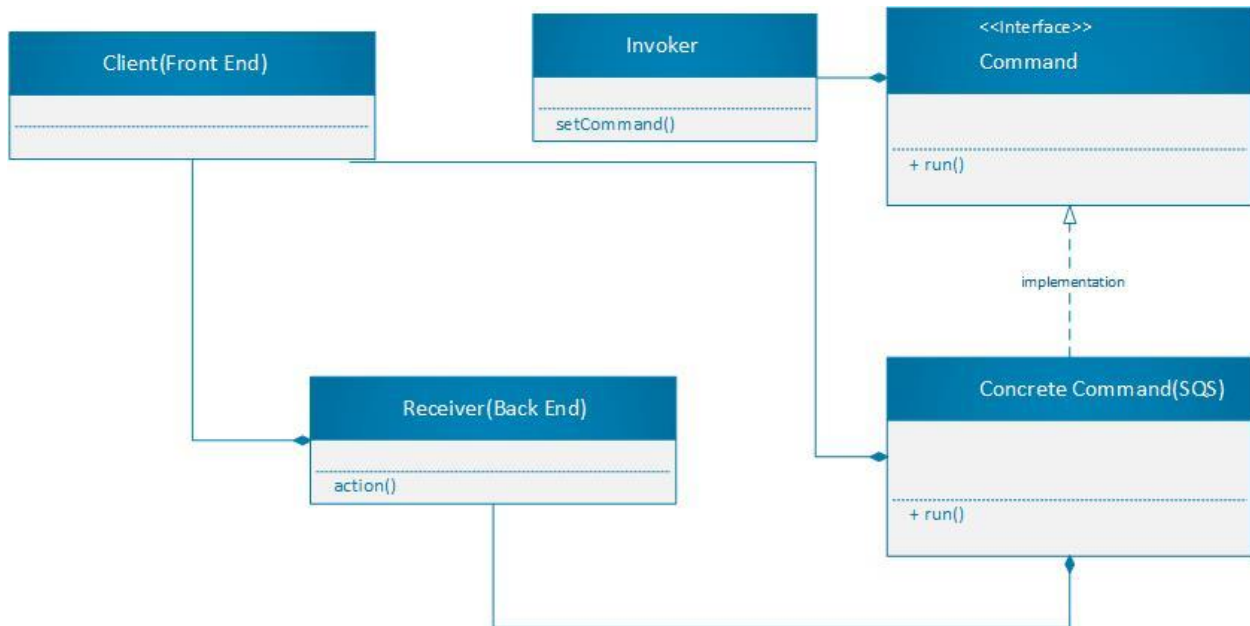 Client(Front End)
Invoker
setCommand()
<<Interface>>
Command
+ run()
implementation
Receiver(Back End)
action()
Concrete Command(SQS)
+ run()